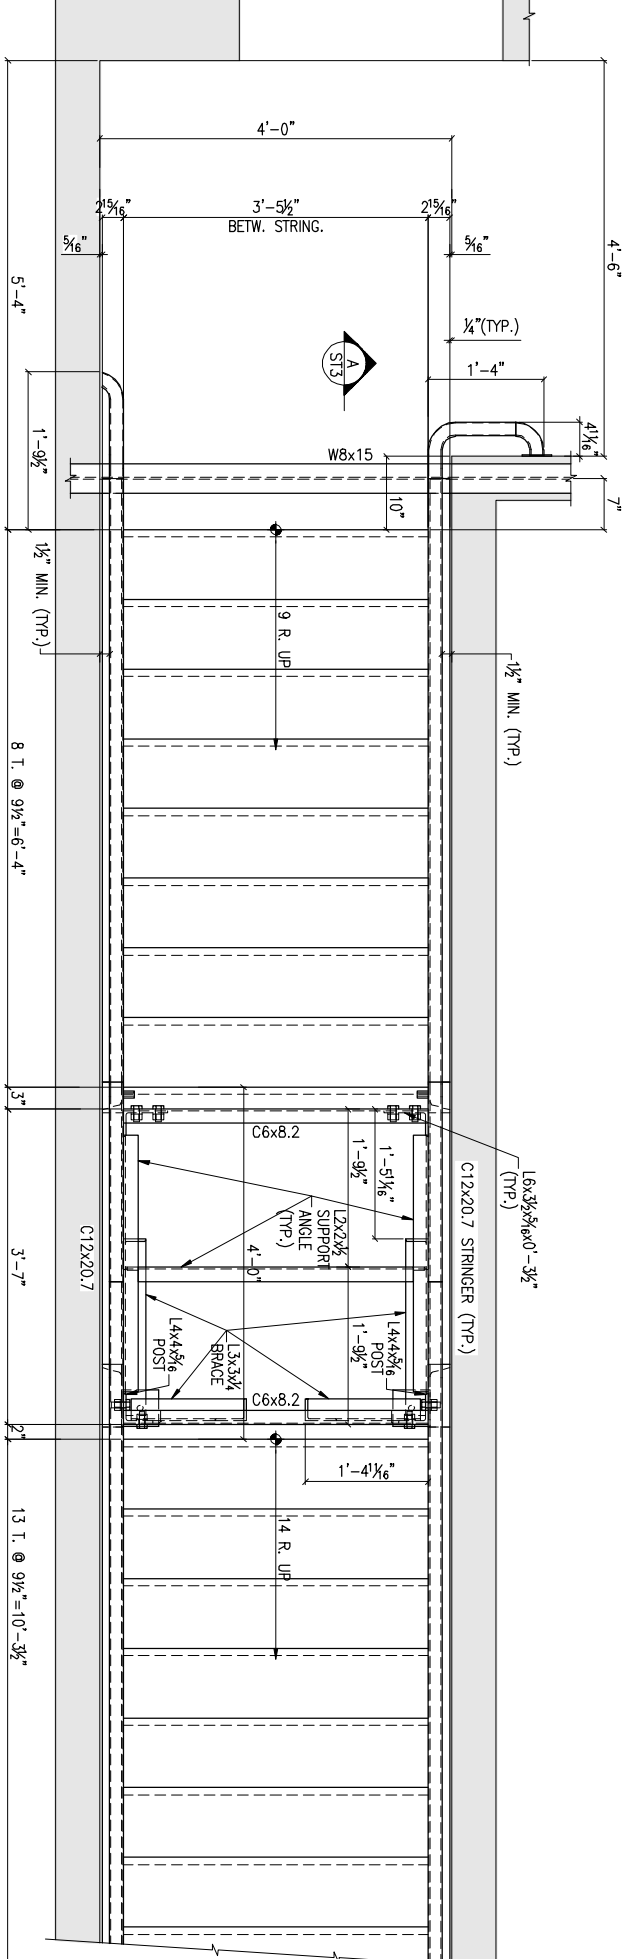 4'-0"
2 15/16"
3'-5 1/2"
BETW. STRING.
2 15/16"
5/16"
5/16"
4'-6"
5'-4"
1/4" (TYP.)
A
ST3
1'-4"
4 1/16"
1'-9 1/2"
W8x15
10"
7"
1 1/2" MIN. (TYP.)
9 R. UP
1 1/2" MIN. (TYP.)
8 T. @ 9 1/2"=6'-4"
3"
C6x8.2
1'-9 1/2"
1'-5 11/16"
L6x3 1/2x5/16x0'-3 1/2"
(TYP.)
C12x20.7 STRINGER (TYP.)
L2x2x1/2
SUPPORT
ANGLE
(TYP.)
C12x20.7
3'-7"
4'-0"
L4x4x5/16
POST
L3x3x1/4
BRACE
1'-9 1/2"
L4x4x5/16
POST
C6x8.2
2"
1'-4 11/16"
14 R. UP
13 T. @ 9 1/2"=10'-3 1/2"